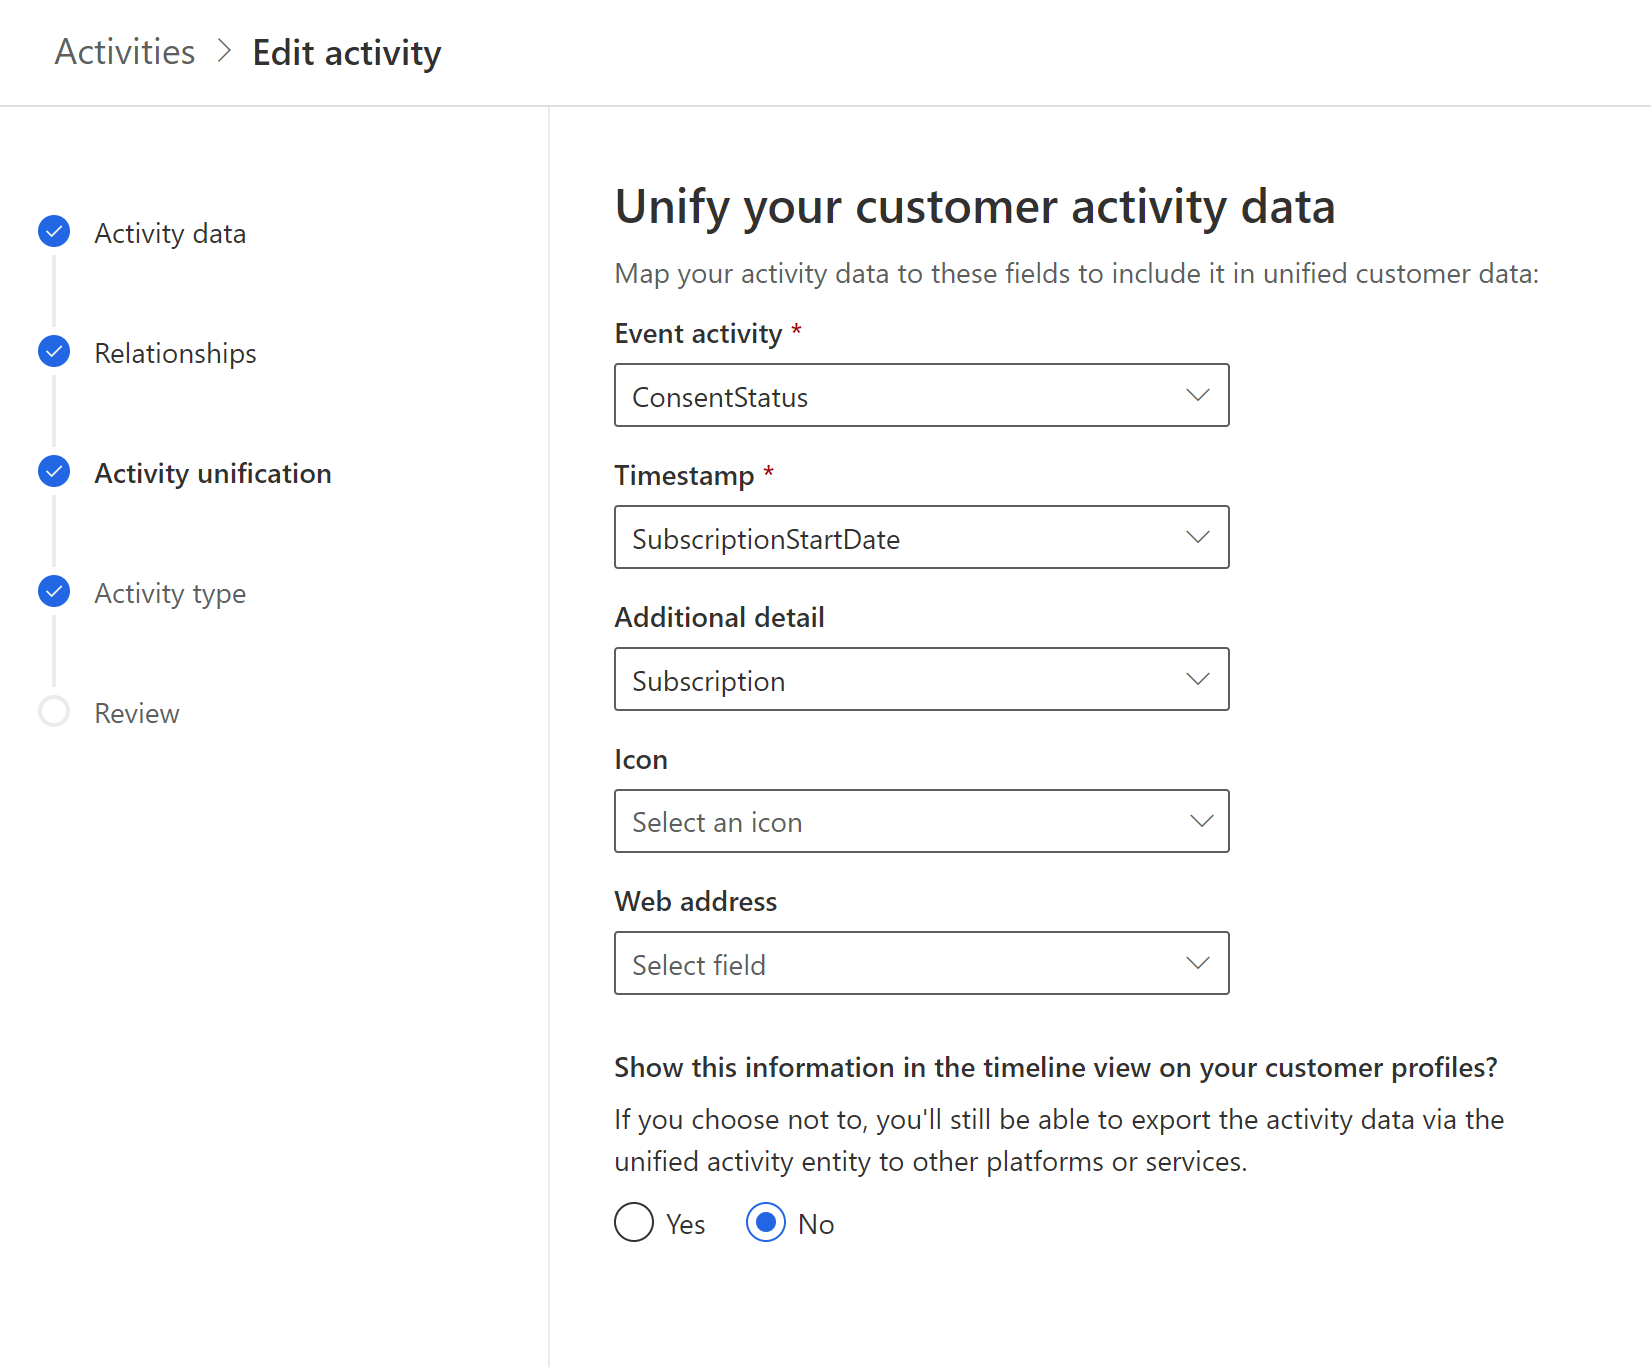 Activities > Edit activity
Activity data
Relationships
Activity unification
Activity type
Review
Unify your customer activity data
Map your activity data to these fields to include it in unified customer data:
Event activity *
ConsentStatus
Timestamp *
SubscriptionStartDate
Additional detail
Subscription
Icon
Select an icon
Web address
Select field
Show this information in the timeline view on your customer profiles?
If you choose not to, you'll still be able to export the activity data via the
unified activity entity to other platforms or services.
Yes No